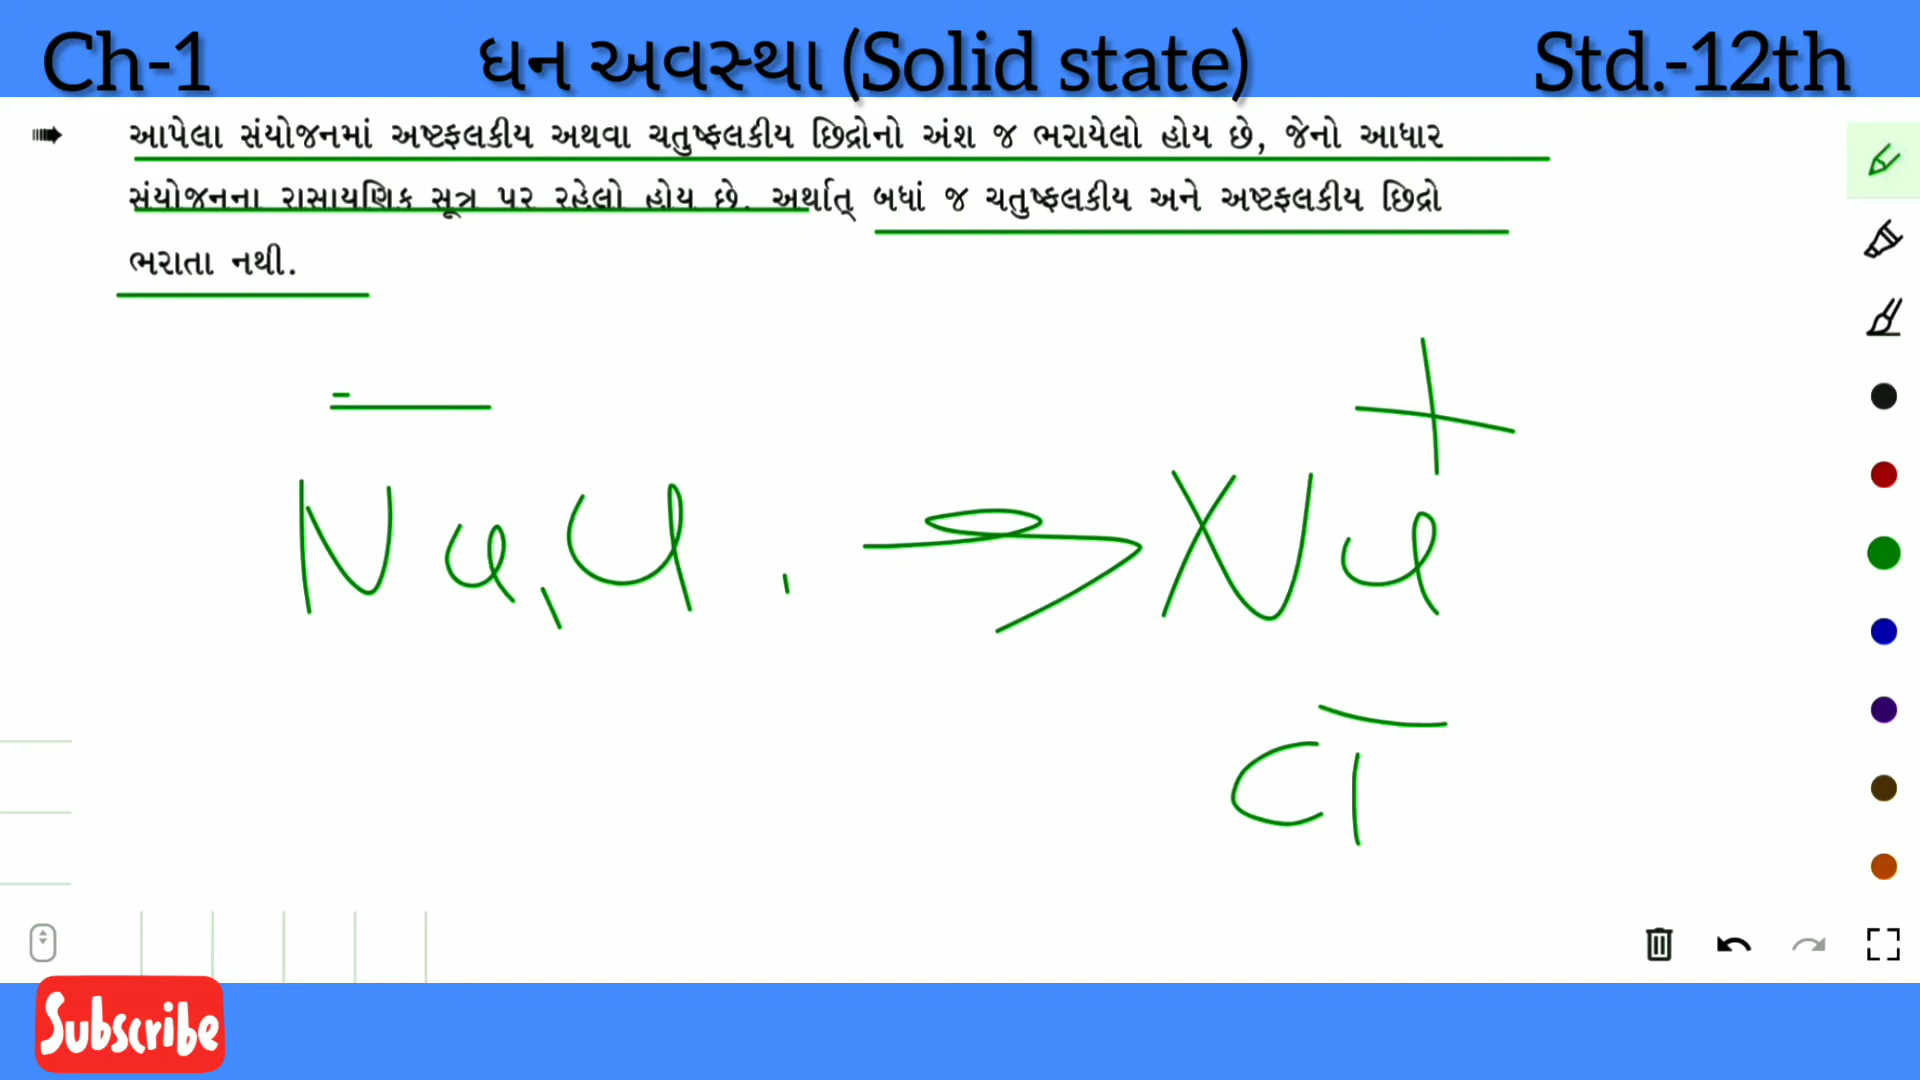 Ch-1 ઘન અવસ્થા (Solid state) Std.-12th
આપેલા સંયોજનમાં અષ્ટફલકીય અથવા ચતુષ્ફલકીય છિદ્રોનો અંશ જ ભરાયેલો હોય છે, જેનો આધાર
સંયોજનના રાસાયણિક સૂત્ર પર રહેલો હોય છે. અર્થાત્ બધાં જ ચતુષ્ફલકીય અને અષ્ટફલકીય છિદ્રો
ભરાતા નથી.
NaCl → Na+
Cl-
Subscribe